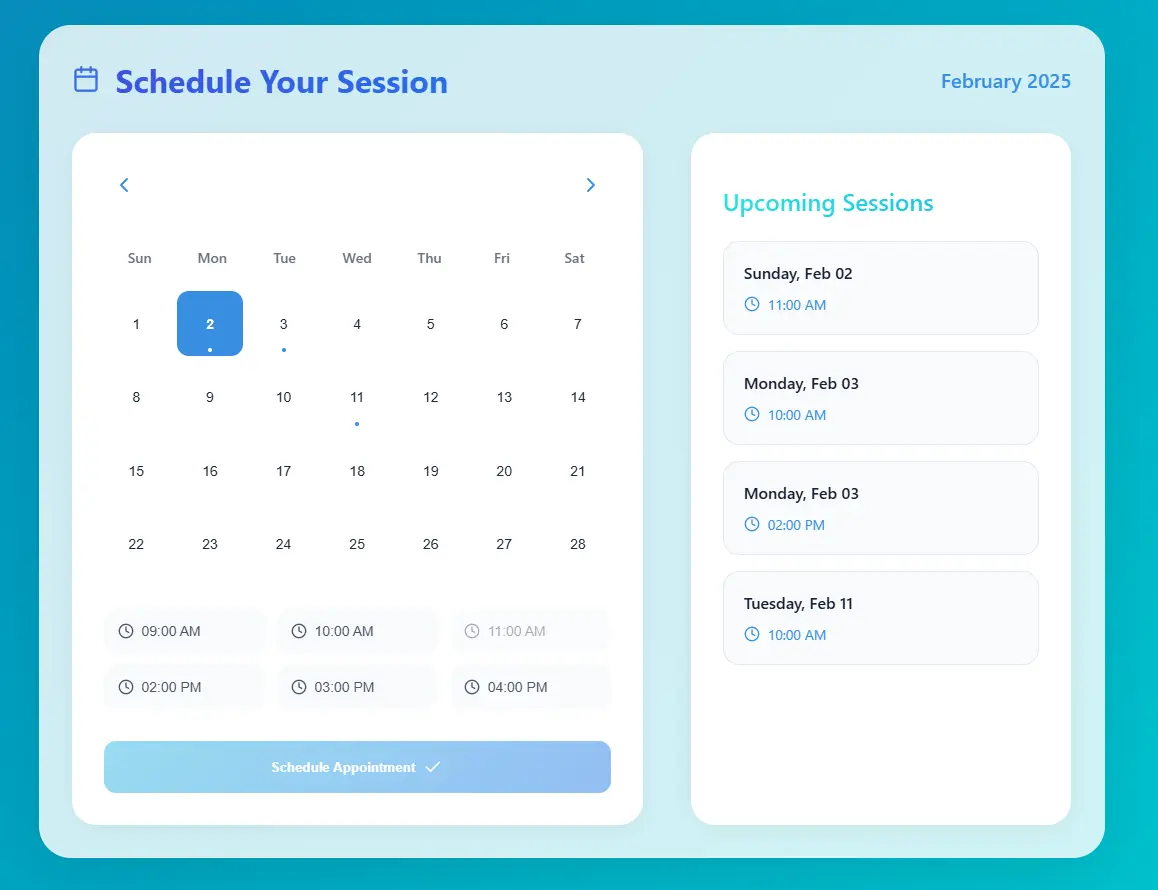 Schedule Your Session
February 2025
Sun Mon Tue Wed Thu Fri Sat
1 2 3 4 5 6 7
8 9 10 11 12 13 14
15 16 17 18 19 20 21
22 23 24 25 26 27 28
09:00 AM 10:00 AM 11:00 AM
02:00 PM 03:00 PM 04:00 PM
Schedule Appointment
Upcoming Sessions
Sunday, Feb 02
11:00 AM
Monday, Feb 03
10:00 AM
Monday, Feb 03
02:00 PM
Tuesday, Feb 11
10:00 AM